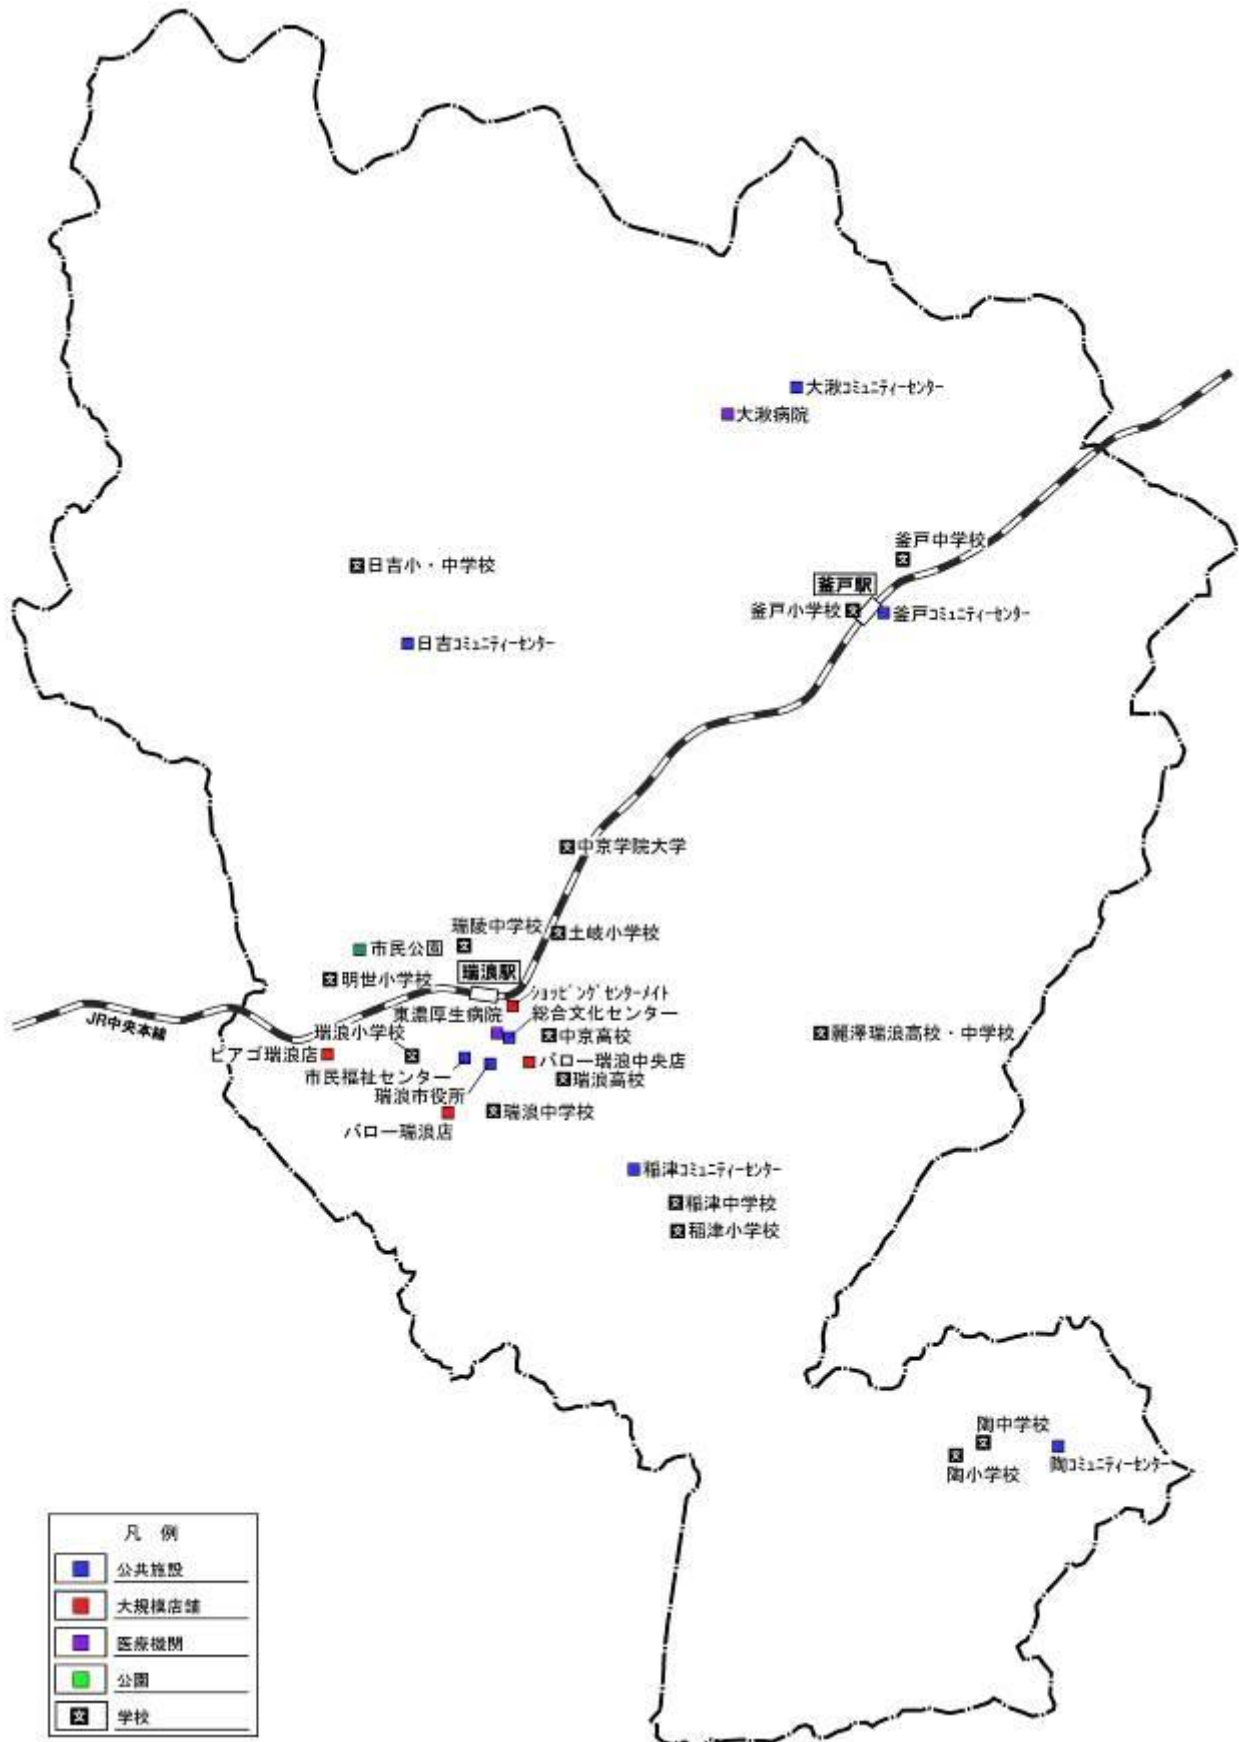 大湫コミュニティーセンター
大湫病院
釜戸中学校
日吉小・中学校
釜戸駅
釜戸小学校
釜戸コミュニティーセンター
日吉コミュニティーセンター
中京学院大学
瑞陵中学校
土岐小学校
市民公園
瑞浪駅
明世小学校
ショッピングセンターメイト
東濃厚生病院
総合文化センター
JR中央本線
瑞浪小学校
中京高校
麗澤瑞浪高校・中学校
ピアゴ瑞浪店
バロー瑞浪中央店
市民福祉センター
瑞浪高校
瑞浪市役所
瑞浪中学校
バロー瑞浪店
稲津コミュニティーセンター
稲津中学校
稲津小学校
陶中学校
陶小学校
陶コミュニティーセンター
凡 例
公共施設
大規模店舗
医療機関
公園
文 学校